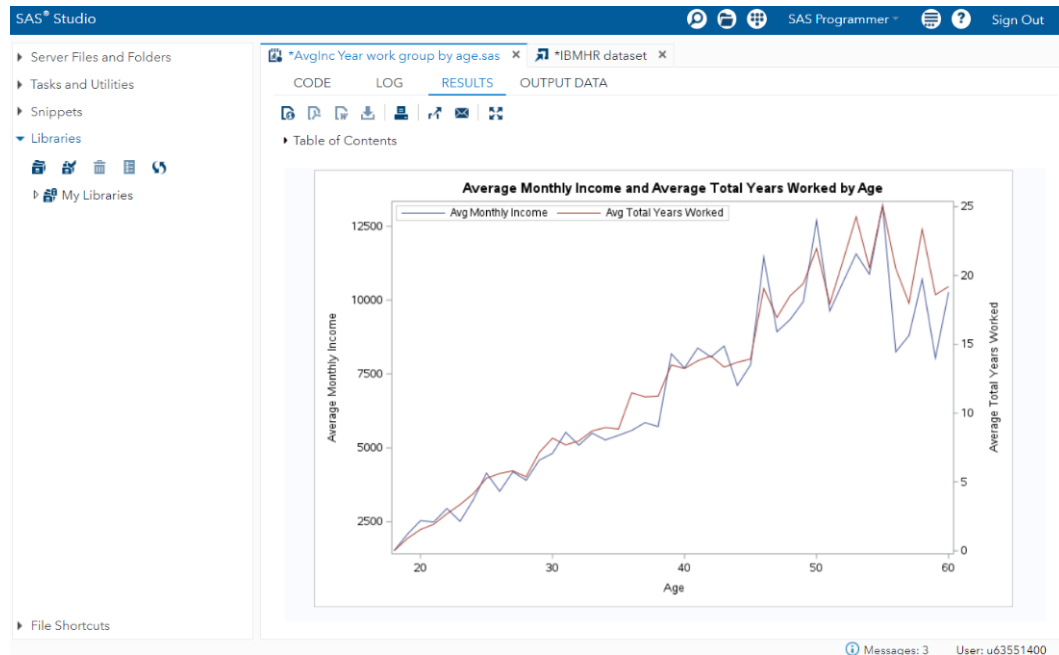 SAS® Studio
SAS Programmer
Sign Out
Server Files and Folders
Tasks and Utilities
Snippets
Libraries
My Libraries
File Shortcuts
*AvgInc Year work group by age.sas
*IBMHR dataset
CODE LOG RESULTS OUTPUT DATA
Table of Contents
Average Monthly Income and Average Total Years Worked by Age
Avg Monthly Income
Avg Total Years Worked
Average Monthly Income
12500
10000
7500
5000
2500
25
20
15
10
5
0
Average Total Years Worked
20 30 40 50 60
Age
Messages: 3 User: u63551400